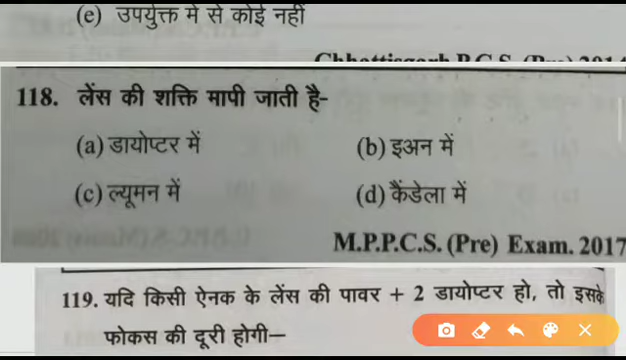 (e) उपर्युक्त में से कोई नहीं
118. लेंस की शक्ति मापी जाती है-
(a) डायोप्टर में (b) इअन में
(c) ल्यूमन में (d) कैंडेला में
M.P.P.C.S. (Pre) Exam. 2017
119. यदि किसी ऐनक के लेंस की पावर + 2 डायोप्टर हो, तो इसके
फोकस की दूरी होगी—